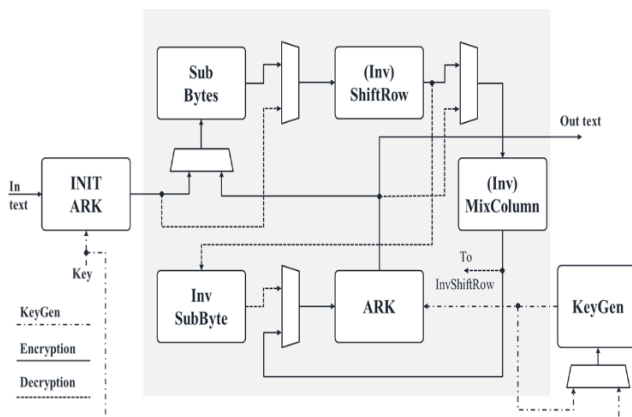 Sub
Bytes
(Inv)
ShiftRow
Out text
In
text
INIT
ARK
(Inv)
MixColumn
Key
To
InvShiftRow
Inv
SubByte
ARK
KeyGen
KeyGen
Encryption
Decryption